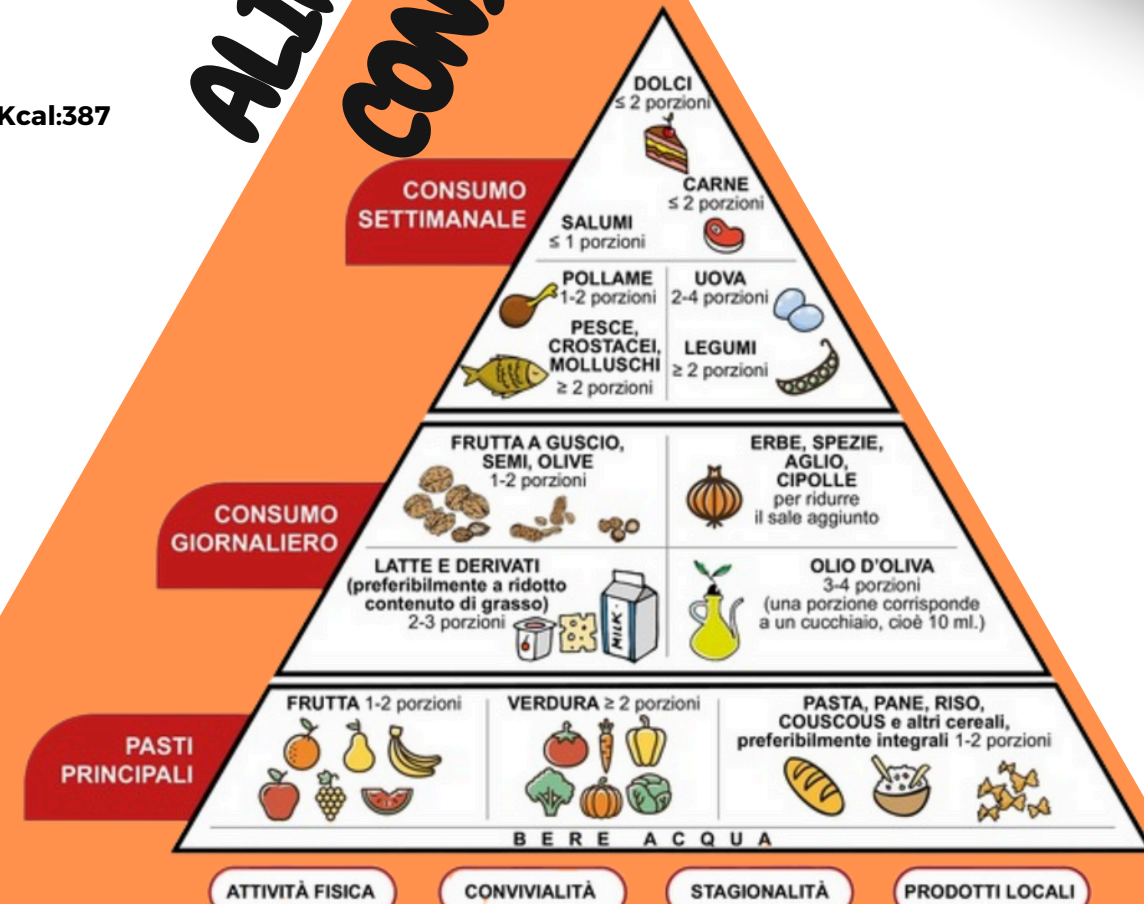 Kcal:387
DOLCI
≤ 2 porzioni
CARNE
≤ 2 porzioni
SALUMI
≤ 1 porzioni
CONSUMO
SETTIMANALE
POLLAME
1-2 porzioni
UOVA
2-4 porzioni
PESCE,
CROSTACEI,
MOLLUSCHI
≥ 2 porzioni
LEGUMI
≥ 2 porzioni
CONSUMO
GIORNALIERO
FRUTTA A GUSCIO,
SEMI, OLIVE
1-2 porzioni
ERBE, SPEZIE,
AGLIO,
CIPOLLE
per ridurre
il sale aggiunto
LATTE E DERIVATI
(preferibilmente a ridotto
contenuto di grasso)
2-3 porzioni
MILK
OLIO D'OLIVA
3-4 porzioni
(una porzione corrisponde
a un cucchiaio, cioè 10 ml.)
PASTI
PRINCIPALI
FRUTTA 1-2 porzioni
VERDURA ≥ 2 porzioni
PASTA, PANE, RISO,
COUSCOUS e altri cereali,
preferibilmente integrali 1-2 porzioni
BERE ACQUA
ATTIVITÀ FISICA
CONVIVIALITÀ
STAGIONALITÀ
PRODOTTI LOCALI